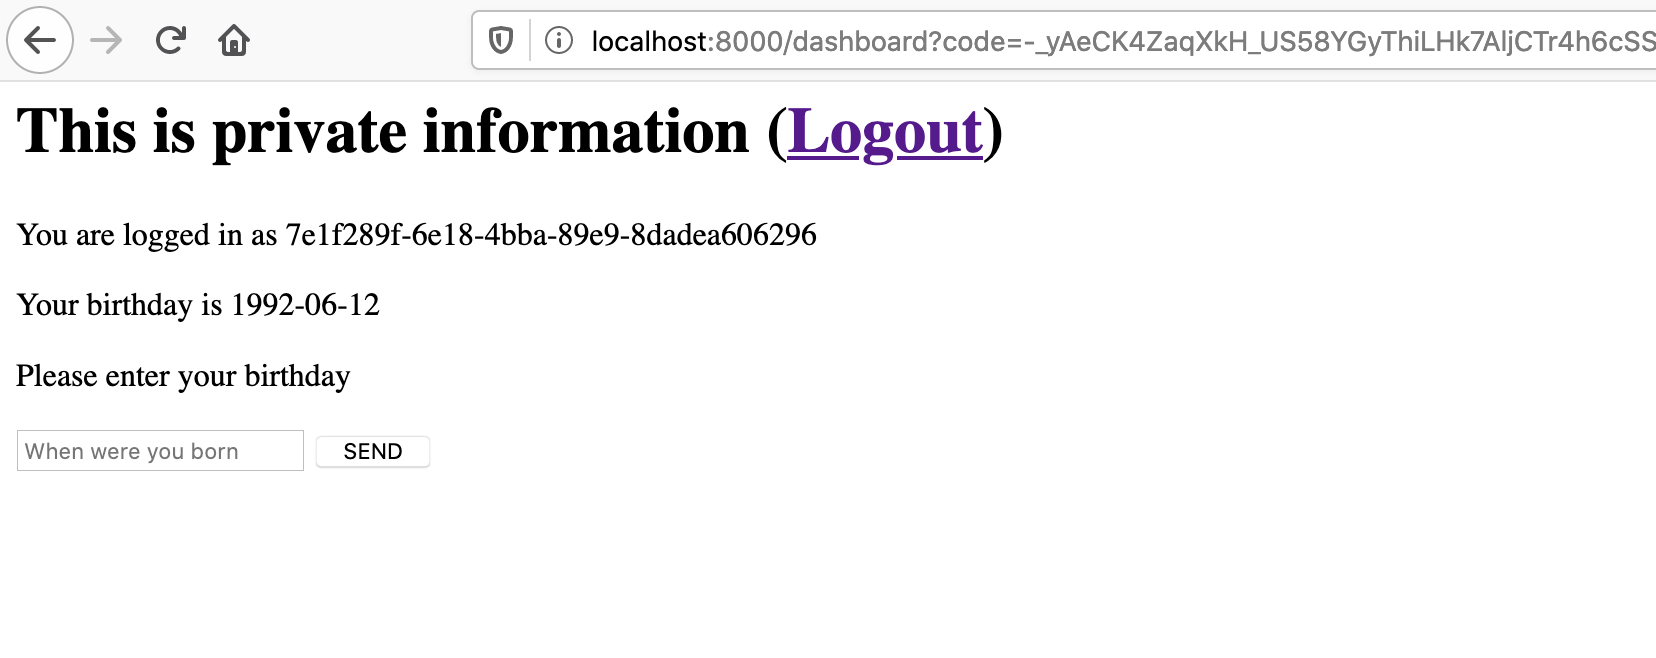 localhost:8000/dashboard?code=-_yAeCK4ZaqXkH_US58YGyThiLHk7AljCTr4h6cSS
This is private information (Logout)
You are logged in as 7e1f289f-6e18-4bba-89e9-8dadea606296
Your birthday is 1992-06-12
Please enter your birthday
When were you born SEND